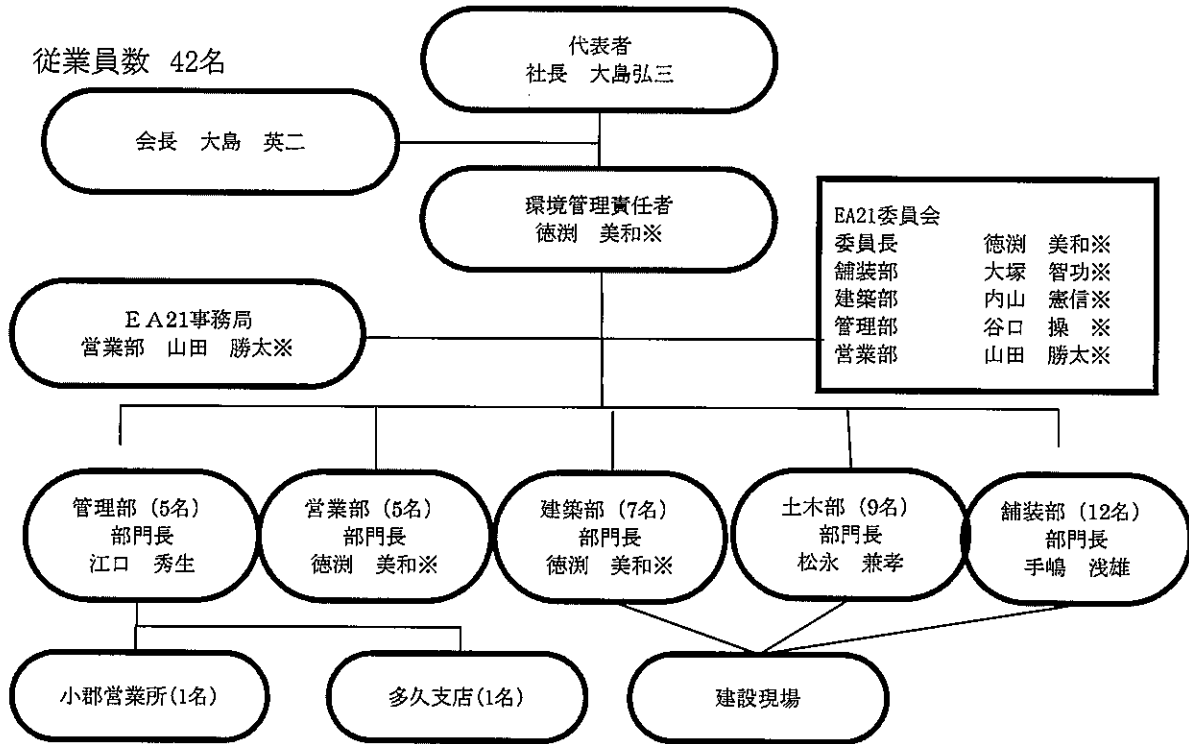 従業員数 42名
代表者
社長 大島弘三
会長 大島 英二
環境管理責任者
徳渕 美和※
EA21委員会
委員長 徳渕 美和※
舗装部 大塚 智功※
建築部 内山 憲信※
管理部 谷口 操 ※
営業部 山田 勝太※
EA21事務局
営業部 山田 勝太※
管理部（5名）
部門長
江口 秀生
営業部（5名）
部門長
徳渕 美和※
建築部（7名）
部門長
徳渕 美和※
土木部（9名）
部門長
松永 兼孝
舗装部（12名）
部門長
手嶋 浅雄
小郡営業所(1名)
多久支店(1名)
建設現場